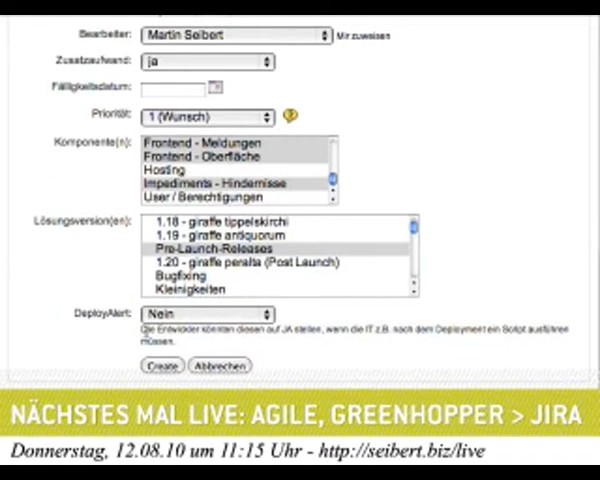 Bearbeiter: Martin Seibert Mir zuweisen
Zusatzaufwand: ja
Fälligkeitsdatum:
Priorität: 1 (Wunsch)
Komponente(n): Frontend - Meldungen
Frontend - Oberfläche
Hosting
Impediments - Hindernisse
User / Berechtigungen
Lösungsversion(en): 1.18 - giraffe tippelskirchi
1.19 - giraffe antiquorum
Pre-Launch-Releases
1.20 - giraffe peralta (Post Launch)
Bugfixing
Kleinigkeiten
DeployAlert: Nein
Die Entwickler könnten diesen auf JA stellen, wenn die IT z.B. nach dem Deployment ein Script ausführen
müssen.
Create Abbrechen
NÄCHSTES MAL LIVE: AGILE, GREENHOPPER > JIRA
Donnerstag, 12.08.10 um 11:15 Uhr - http://seibert.biz/live